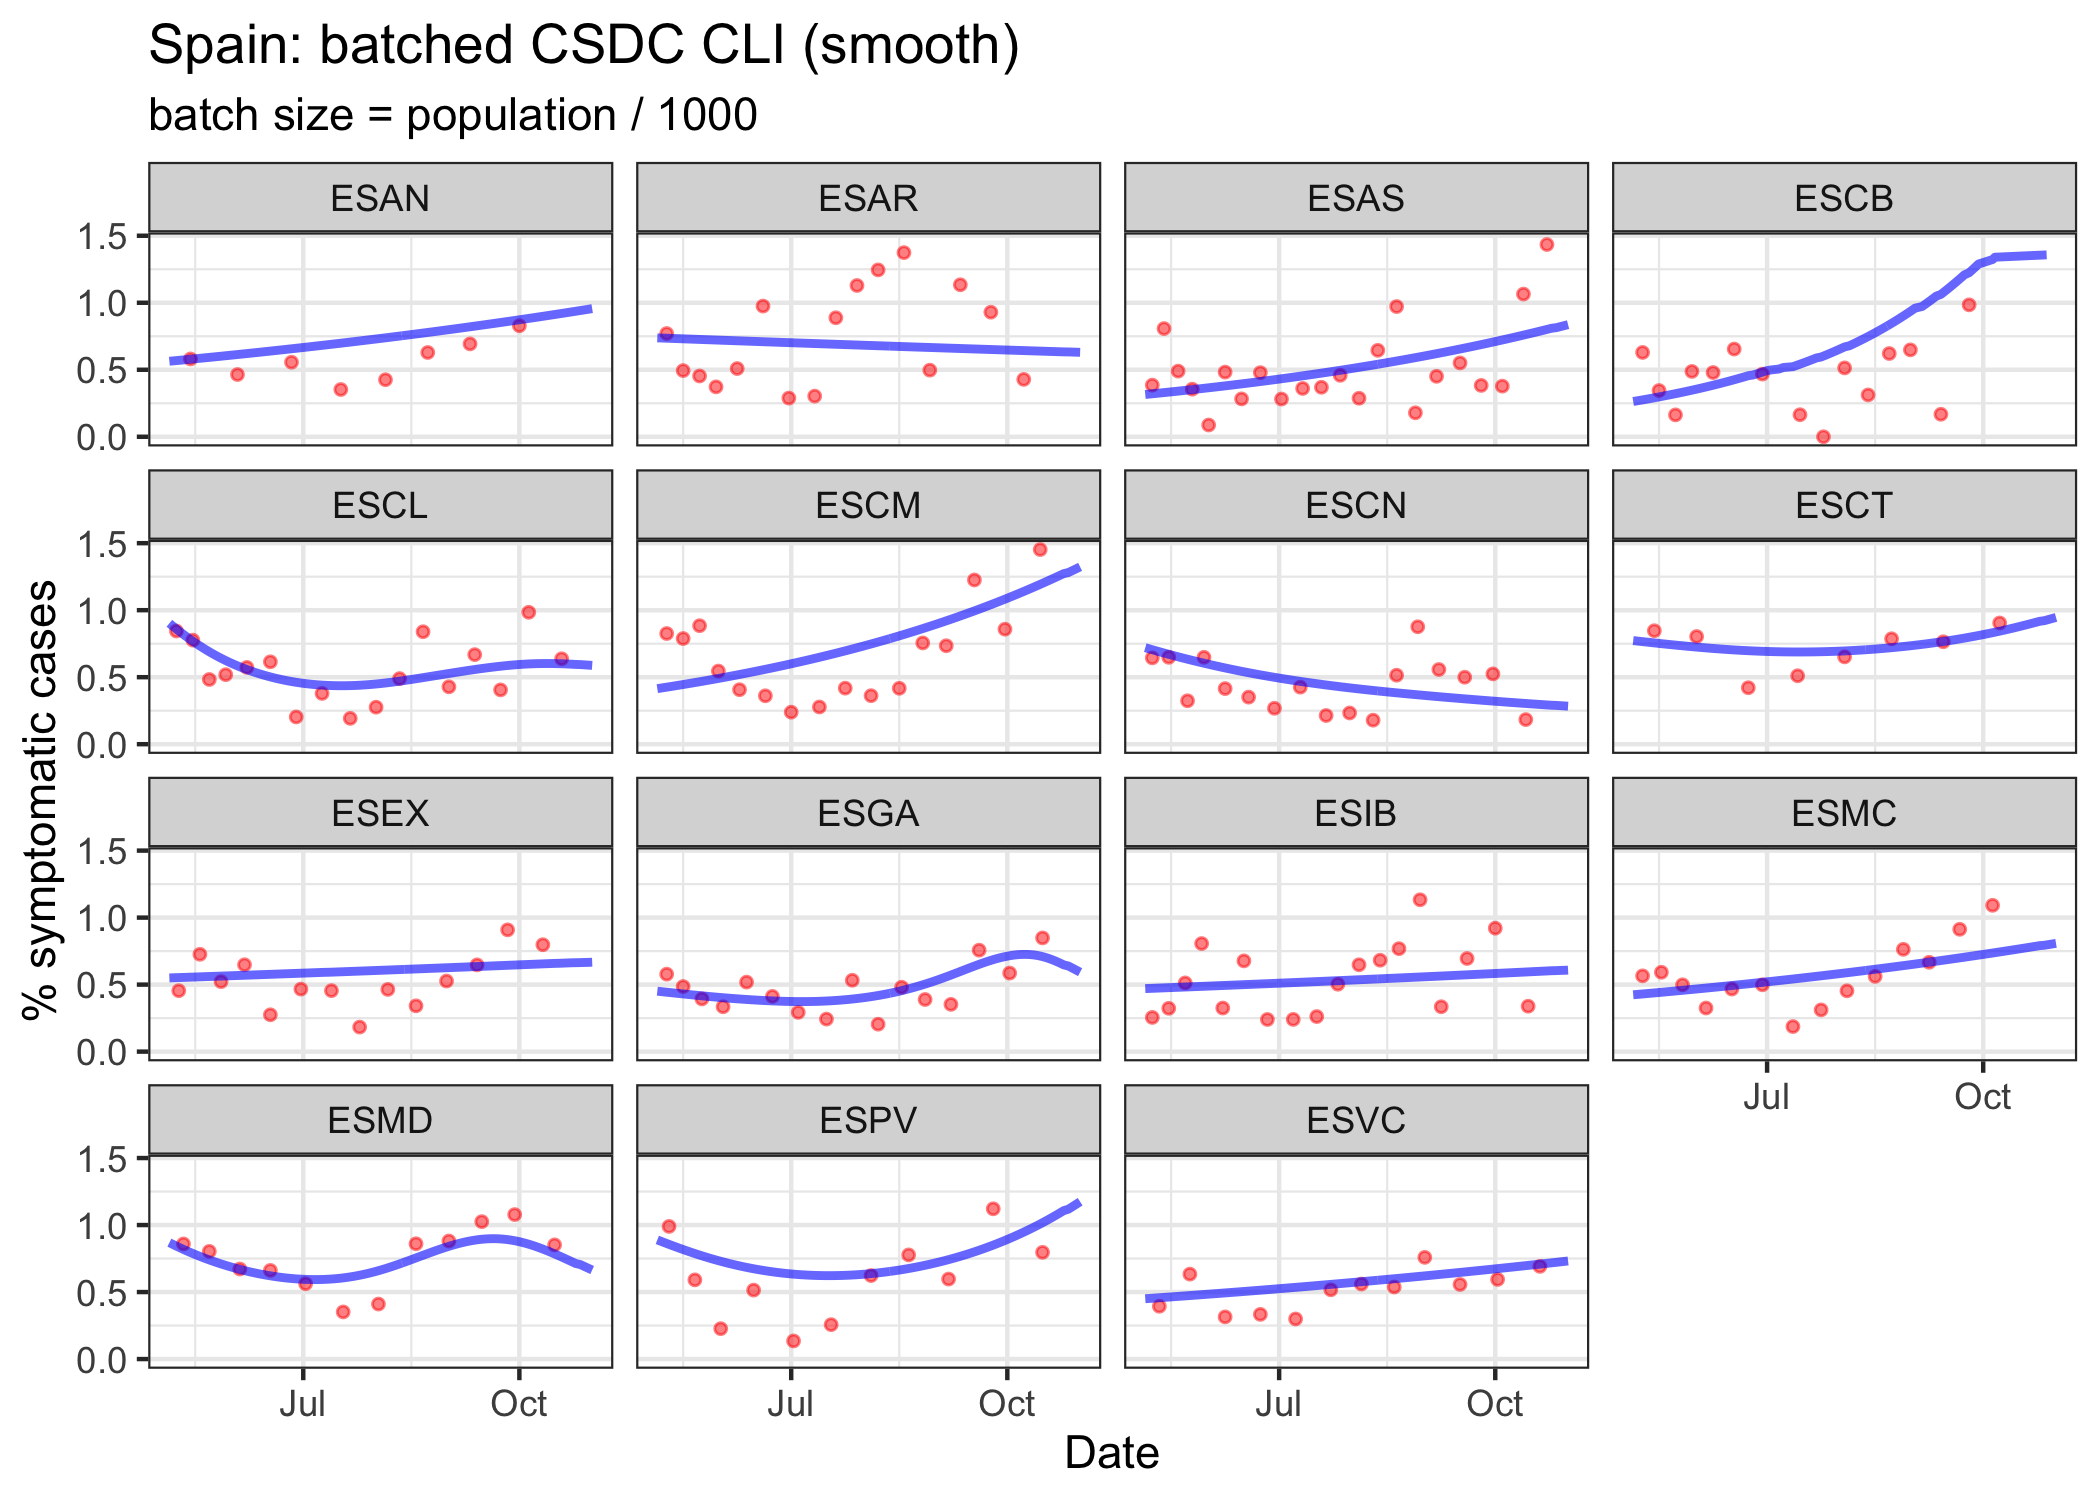 Spain: batched CSDC CLI (smooth)
batch size = population / 1000
ESAN ESAR ESAS ESCB
1.5
1.0
0.5
0.0
ESCL ESCM ESCN ESCT
1.5
1.0
0.5
0.0
ESEX ESGA ESIB ESMC
1.5
1.0
0.5
0.0
Jul Oct
ESMD ESPV ESVC
1.5
1.0
0.5
0.0
Jul Oct Jul Oct Jul Oct
Date
% symptomatic cases